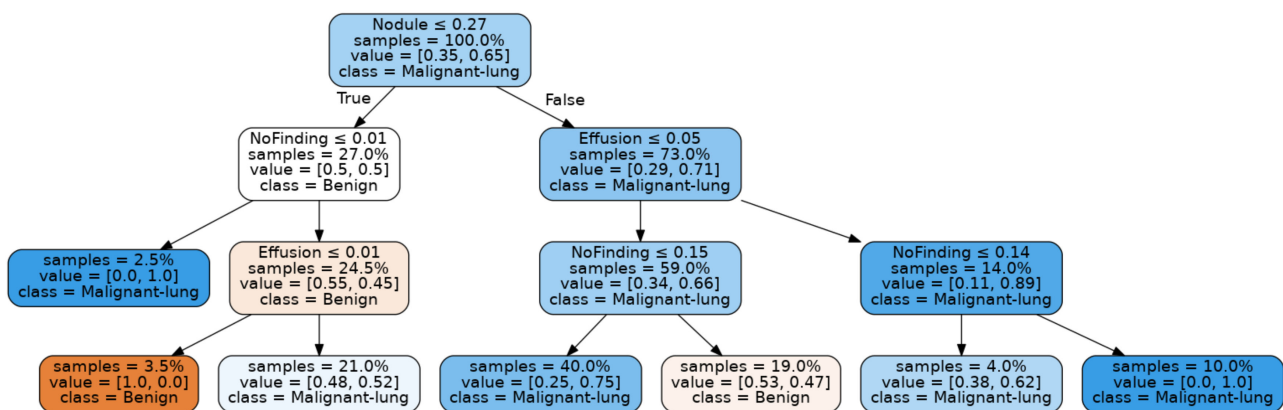 Nodule ≤ 0.27
samples = 100.0%
value = [0.35, 0.65]
class = Malignant-lung
True
False
NoFinding ≤ 0.01
samples = 27.0%
value = [0.5, 0.5]
class = Benign
Effusion ≤ 0.05
samples = 73.0%
value = [0.29, 0.71]
class = Malignant-lung
samples = 2.5%
value = [0.0, 1.0]
class = Malignant-lung
Effusion ≤ 0.01
samples = 24.5%
value = [0.55, 0.45]
class = Benign
NoFinding ≤ 0.15
samples = 59.0%
value = [0.34, 0.66]
class = Malignant-lung
NoFinding ≤ 0.14
samples = 14.0%
value = [0.11, 0.89]
class = Malignant-lung
samples = 3.5%
value = [1.0, 0.0]
class = Benign
samples = 21.0%
value = [0.48, 0.52]
class = Malignant-lung
samples = 40.0%
value = [0.25, 0.75]
class = Malignant-lung
samples = 19.0%
value = [0.53, 0.47]
class = Benign
samples = 4.0%
value = [0.38, 0.62]
class = Malignant-lung
samples = 10.0%
value = [0.0, 1.0]
class = Malignant-lung